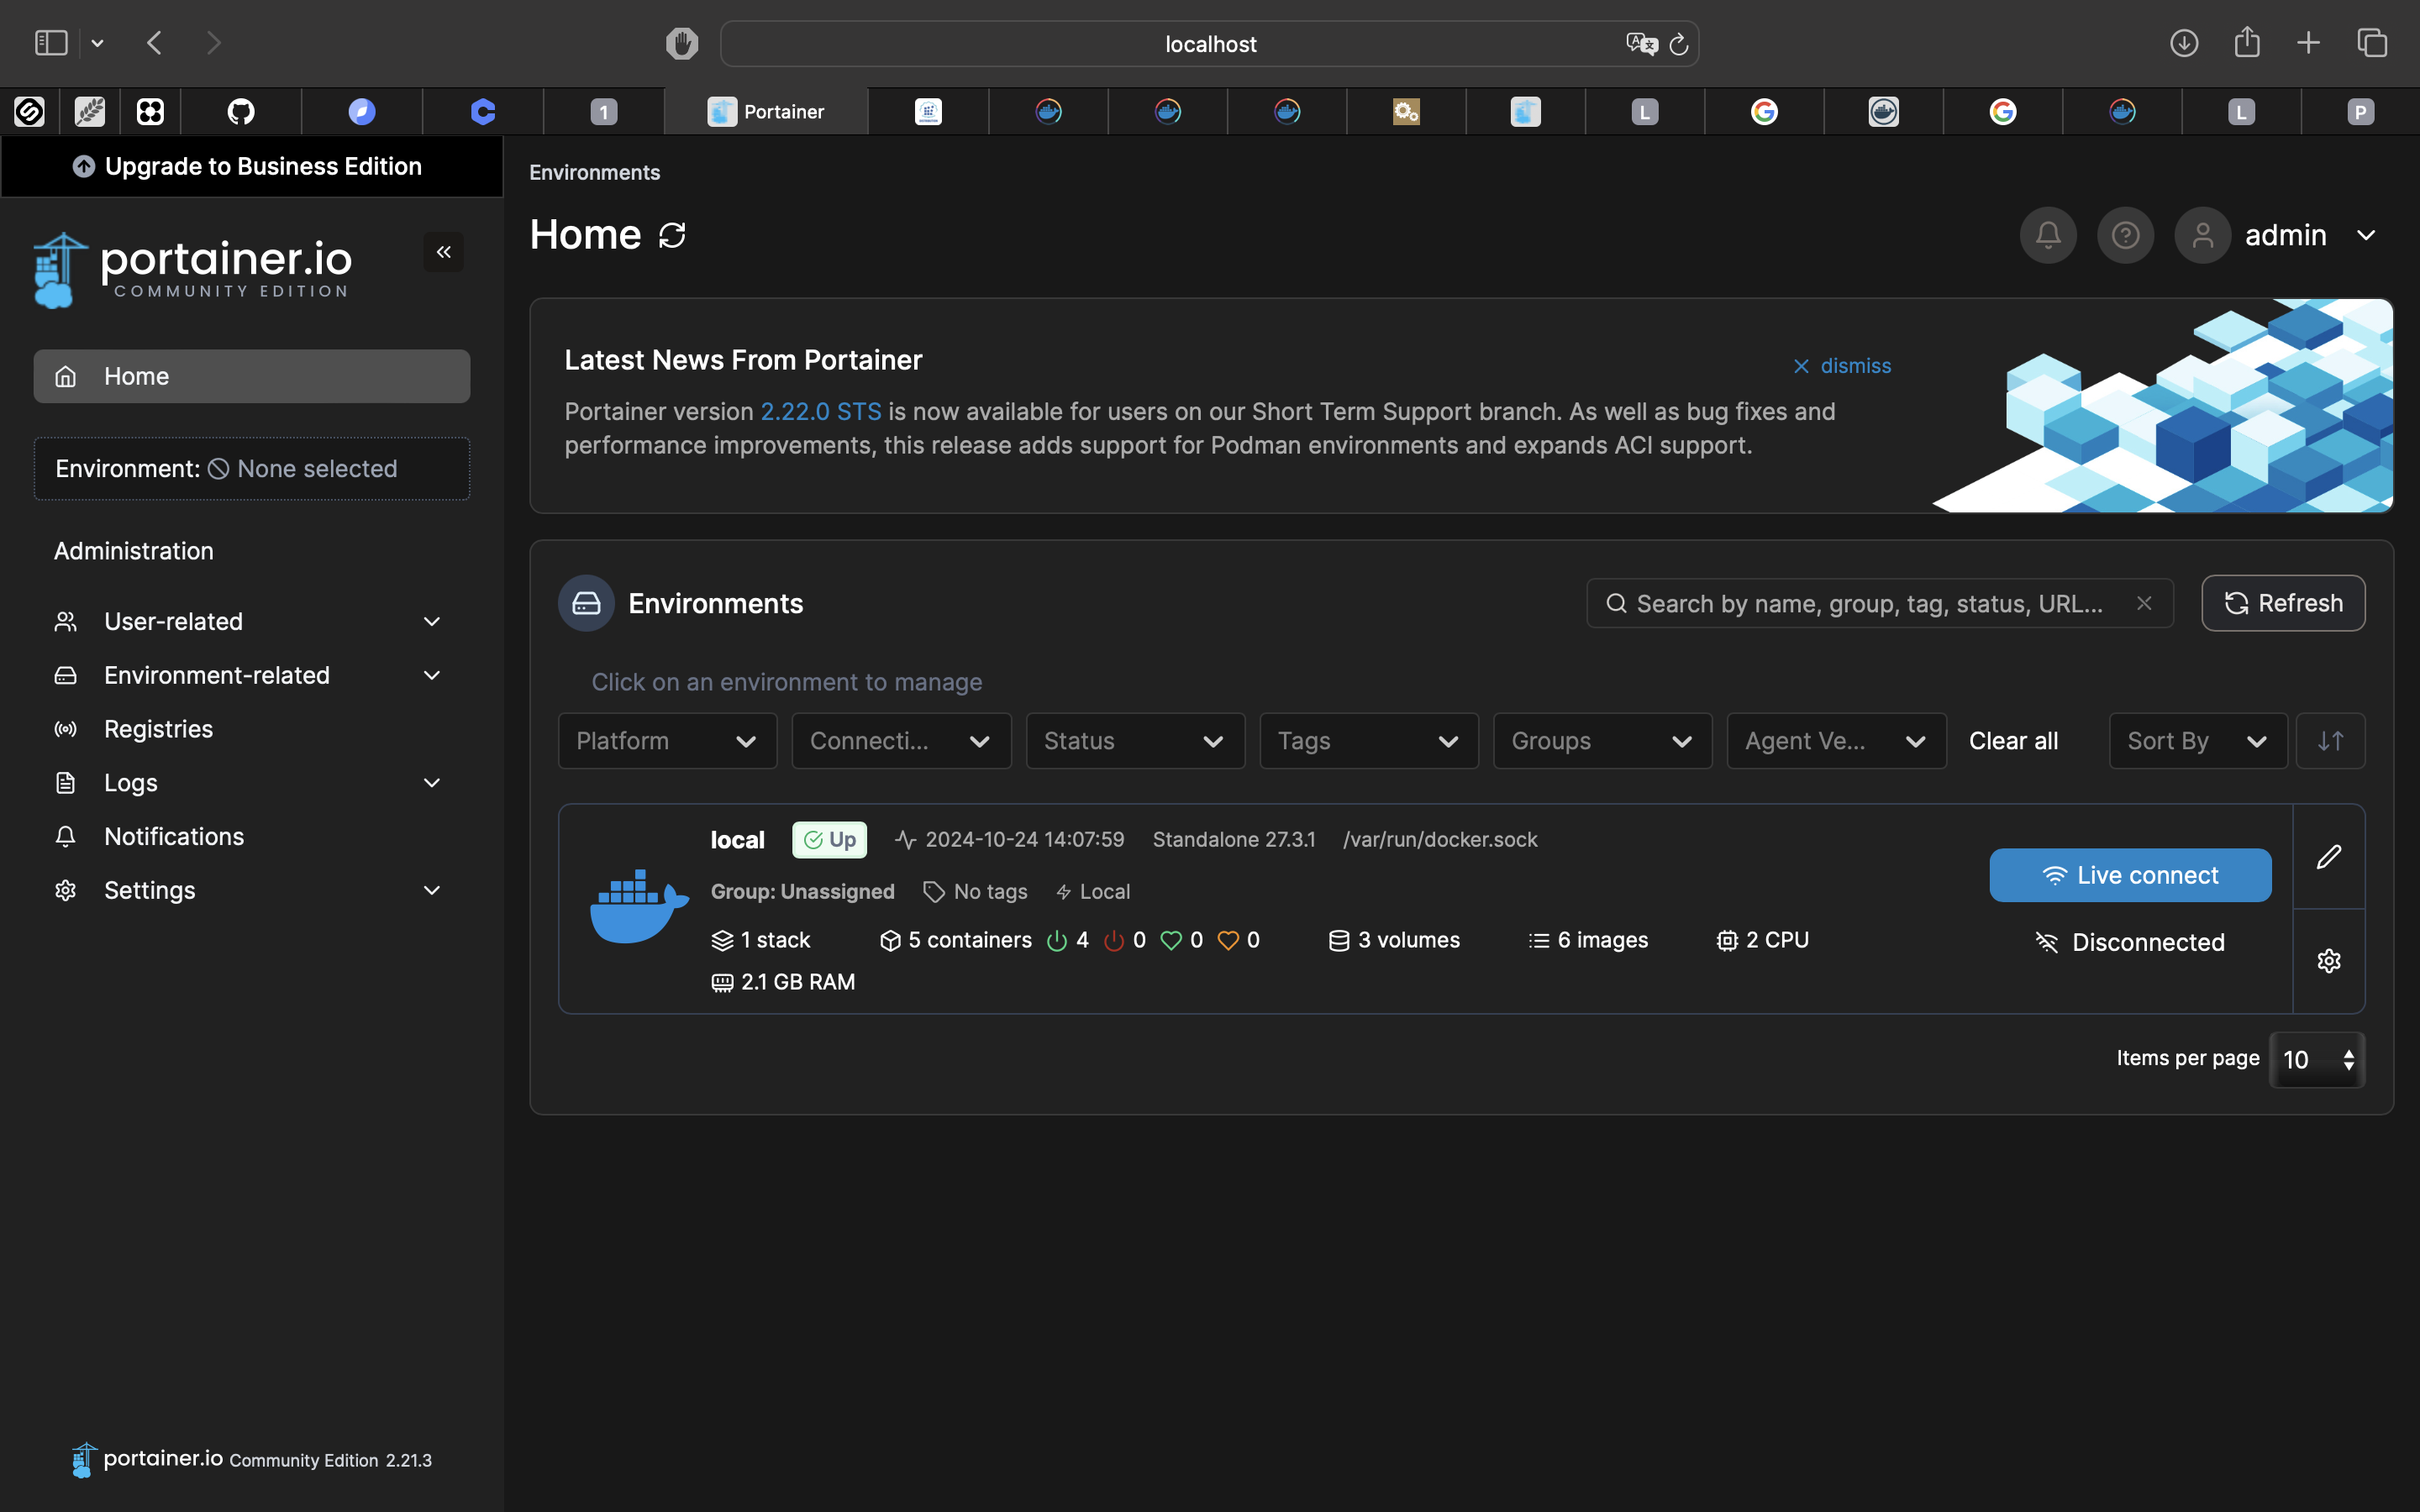 localhost
1
Portainer
L
L
P
Upgrade to Business Edition
portainer.io
COMMUNITY EDITION
Home
Environment: None selected
Administration
User-related
Environment-related
Registries
Logs
Notifications
Settings
portainer.io Community Edition 2.21.3
Environments
Home
admin
Latest News From Portainer
dismiss
Portainer version 2.22.0 STS is now available for users on our Short Term Support branch. As well as bug fixes and
performance improvements, this release adds support for Podman environments and expands ACI support.
Environments
Search by name, group, tag, status, URL...
Refresh
Click on an environment to manage
Platform
Connecti...
Status
Tags
Groups
Agent Ve...
Clear all
Sort By
local Up 2024-10-24 14:07:59 Standalone 27.3.1 /var/run/docker.sock
Group: Unassigned No tags Local
1 stack 5 containers 4 0 0 0 3 volumes 6 images 2 CPU
2.1 GB RAM
Live connect
Disconnected
Items per page 10